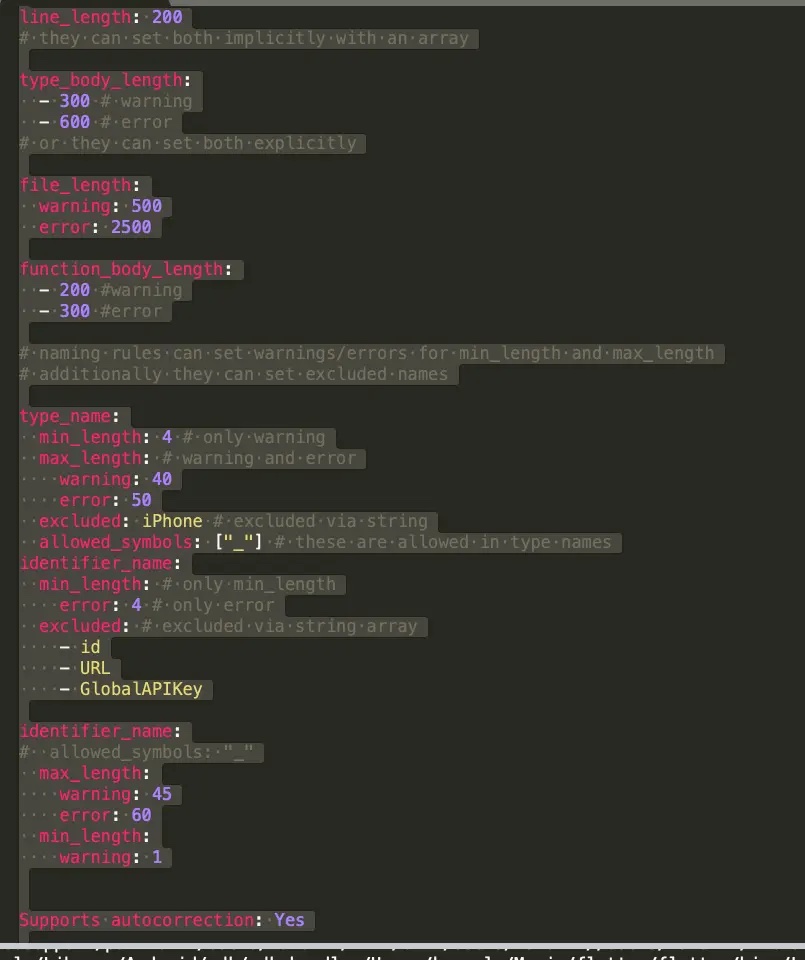 line_length: 200
# they can set both implicitly with an array
type_body_length:
  - 300 # warning
  - 600 # error
# or they can set both explicitly
file_length:
  warning: 500
  error: 2500
function_body_length:
  - 200 #warning
  - 300 #error
# naming rules can set warnings/errors for min_length and max_length
# additionally they can set excluded names
type_name:
  min_length: 4 # only warning
  max_length: # warning and error
    warning: 40
    error: 50
  excluded: iPhone # excluded via string
  allowed_symbols: ["_"] # these are allowed in type names
identifier_name:
  min_length: # only min_length
    error: 4 # only error
  excluded: # excluded via string array
    - id
    - URL
    - GlobalAPIKey
identifier_name:
#  allowed_symbols: "_"
  max_length:
    warning: 45
    error: 60
  min_length:
    warning: 1
Supports autocorrection: Yes